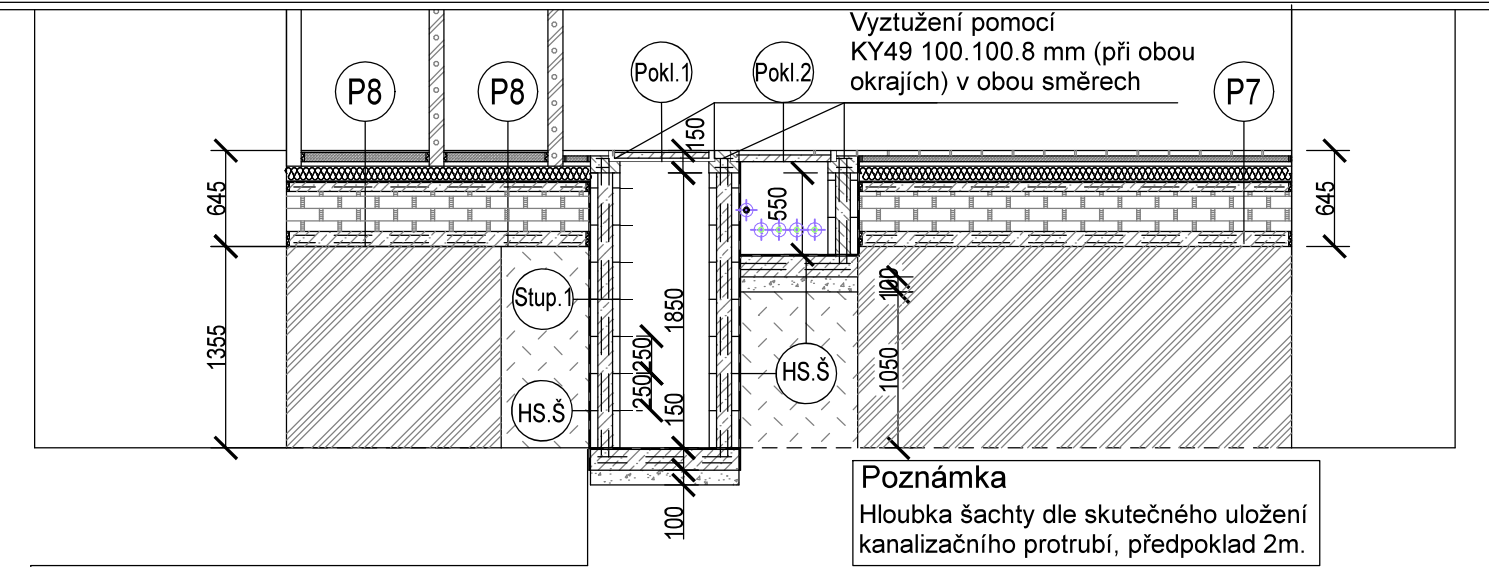 Vyztužení pomocí
KY49 100.100.8 mm (při obou
okrajích) v obou směrech
P8
P8
Pokl.1
Pokl.2
P7
150
645
550
645
Stup.1
1850
100
1355
250
250
HS.Š
1050
HS.Š
150
100
Poznámka
Hloubka šachty dle skutečného uložení
kanalizačního protrubí, předpoklad 2m.